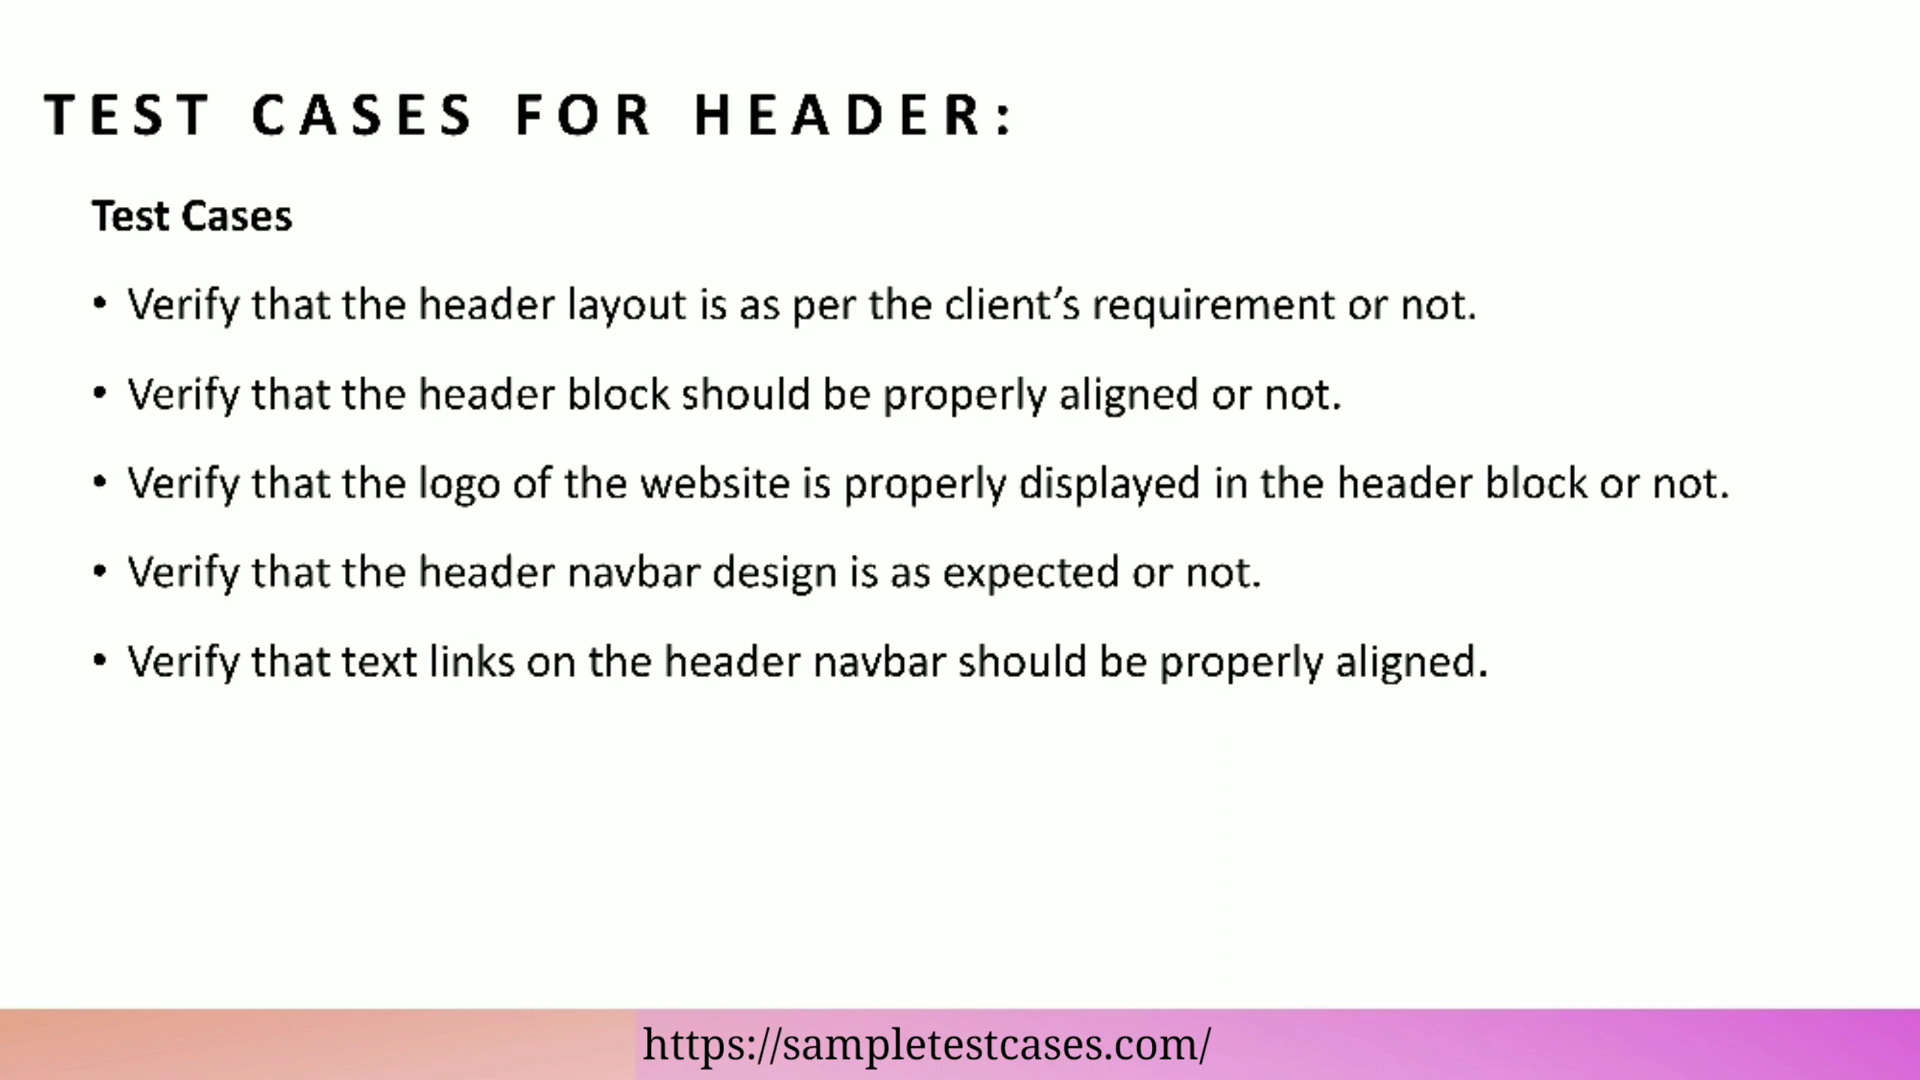 TEST CASES FOR HEADER:
Test Cases
• Verify that the header layout is as per the client’s requirement or not.
• Verify that the header block should be properly aligned or not.
• Verify that the logo of the website is properly displayed in the header block or not.
• Verify that the header navbar design is as expected or not.
• Verify that text links on the header navbar should be properly aligned.
https://sampletestcases.com/